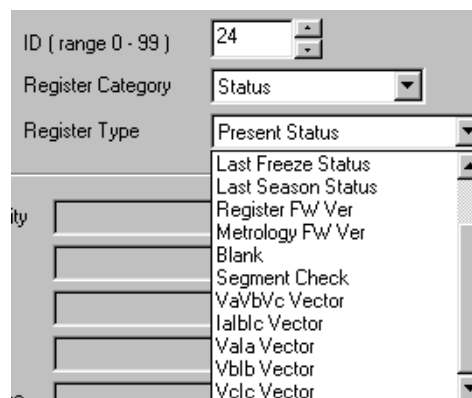 ID ( range 0 - 99 ) 24
Register Category Status
Register Type Present Status
Last Freeze Status
Last Season Status
Register FW Ver
Metrology FW Ver
Blank
Segment Check
VaVbVc Vector
IaIbIc Vector
VaIa Vector
VbIb Vector
VcIc Vector
ity